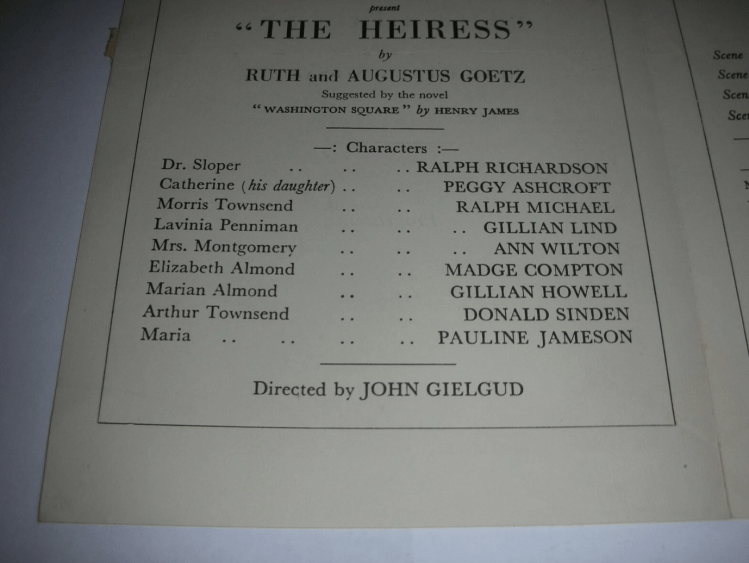 present
“THE HEIRESS”
by
RUTH and AUGUSTUS GOETZ
Suggested by the novel
“WASHINGTON SQUARE” by HENRY JAMES
—: Characters :—
Dr. Sloper .. .. .. RALPH RICHARDSON
Catherine (his daughter) .. .. PEGGY ASHCROFT
Morris Townsend .. .. RALPH MICHAEL
Lavinia Penniman .. .. .. GILLIAN LIND
Mrs. Montgomery .. .. .. ANN WILTON
Elizabeth Almond .. .. MADGE COMPTON
Marian Almond .. .. GILLIAN HOWELL
Arthur Townsend .. .. DONALD SINDEN
Maria .. .. .. .. PAULINE JAMESON
Directed by JOHN GIELGUD
Scene
Scene
Scen
Scen